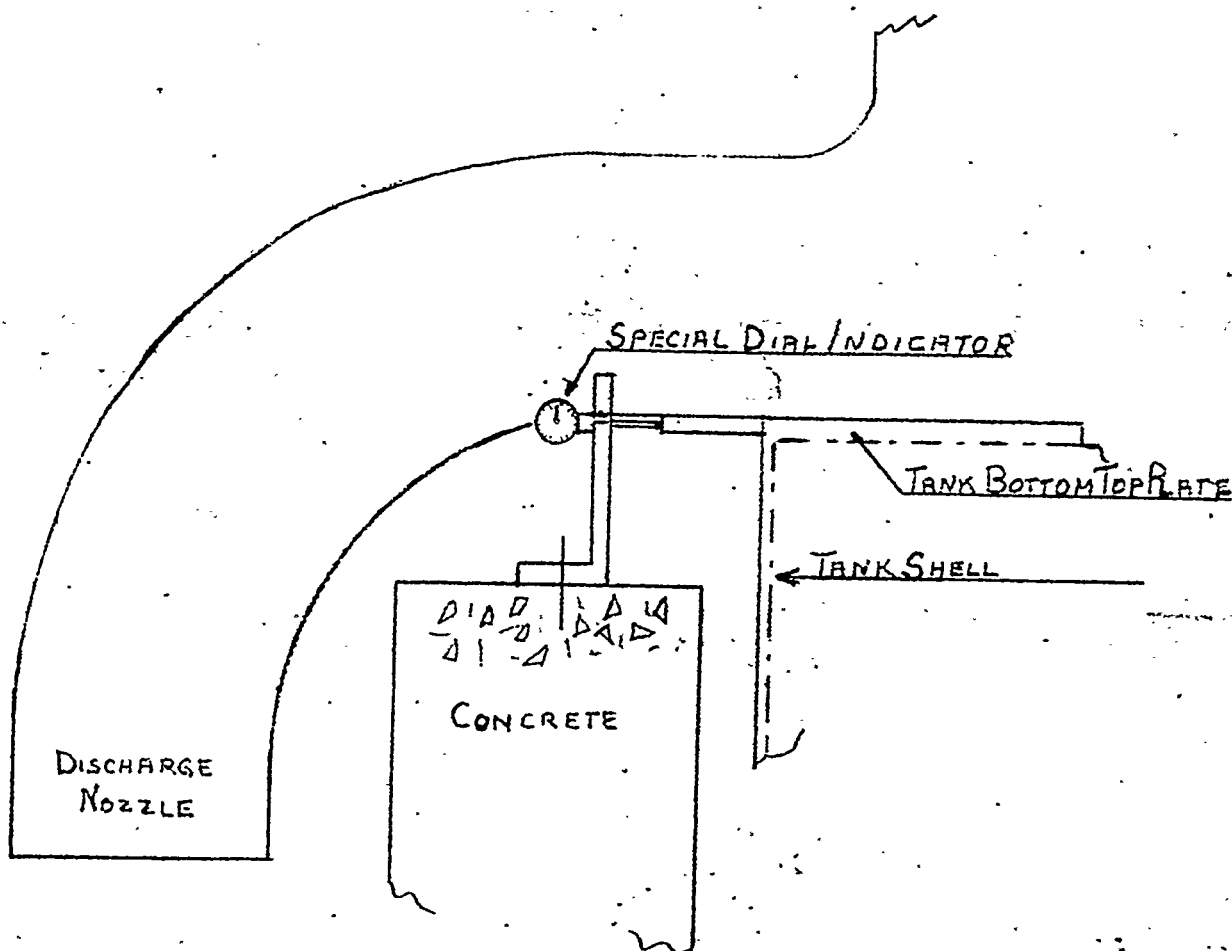 SPECIAL DIAL INDICATOR
TANK BOTTOM TOP PLATE
TANK SHELL
CONCRETE
DISCHARGE
NOZZLE